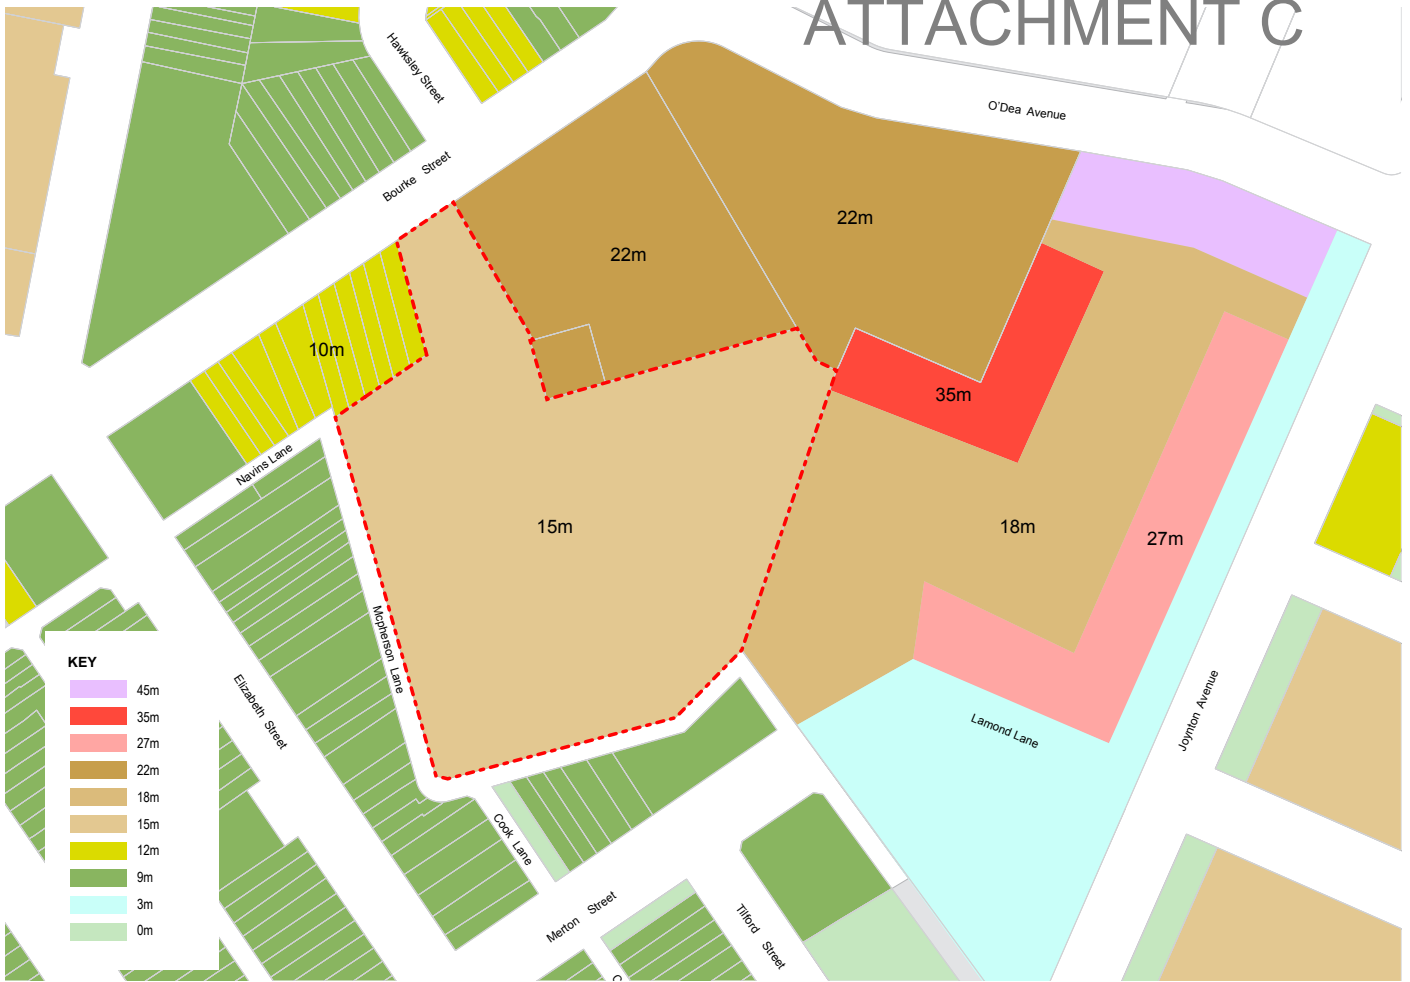 ATTACHMENT C
Hawksley Street
O'Dea Avenue
Bourke Street
22m
22m
10m
35m
Navins Lane
15m
18m
27m
Mcpherson Lane
KEY
45m
35m
27m
22m
18m
15m
12m
9m
3m
0m
Elizabeth Street
Lamond Lane
Joynton Avenue
Cook Lane
Merton Street
Tilford Street